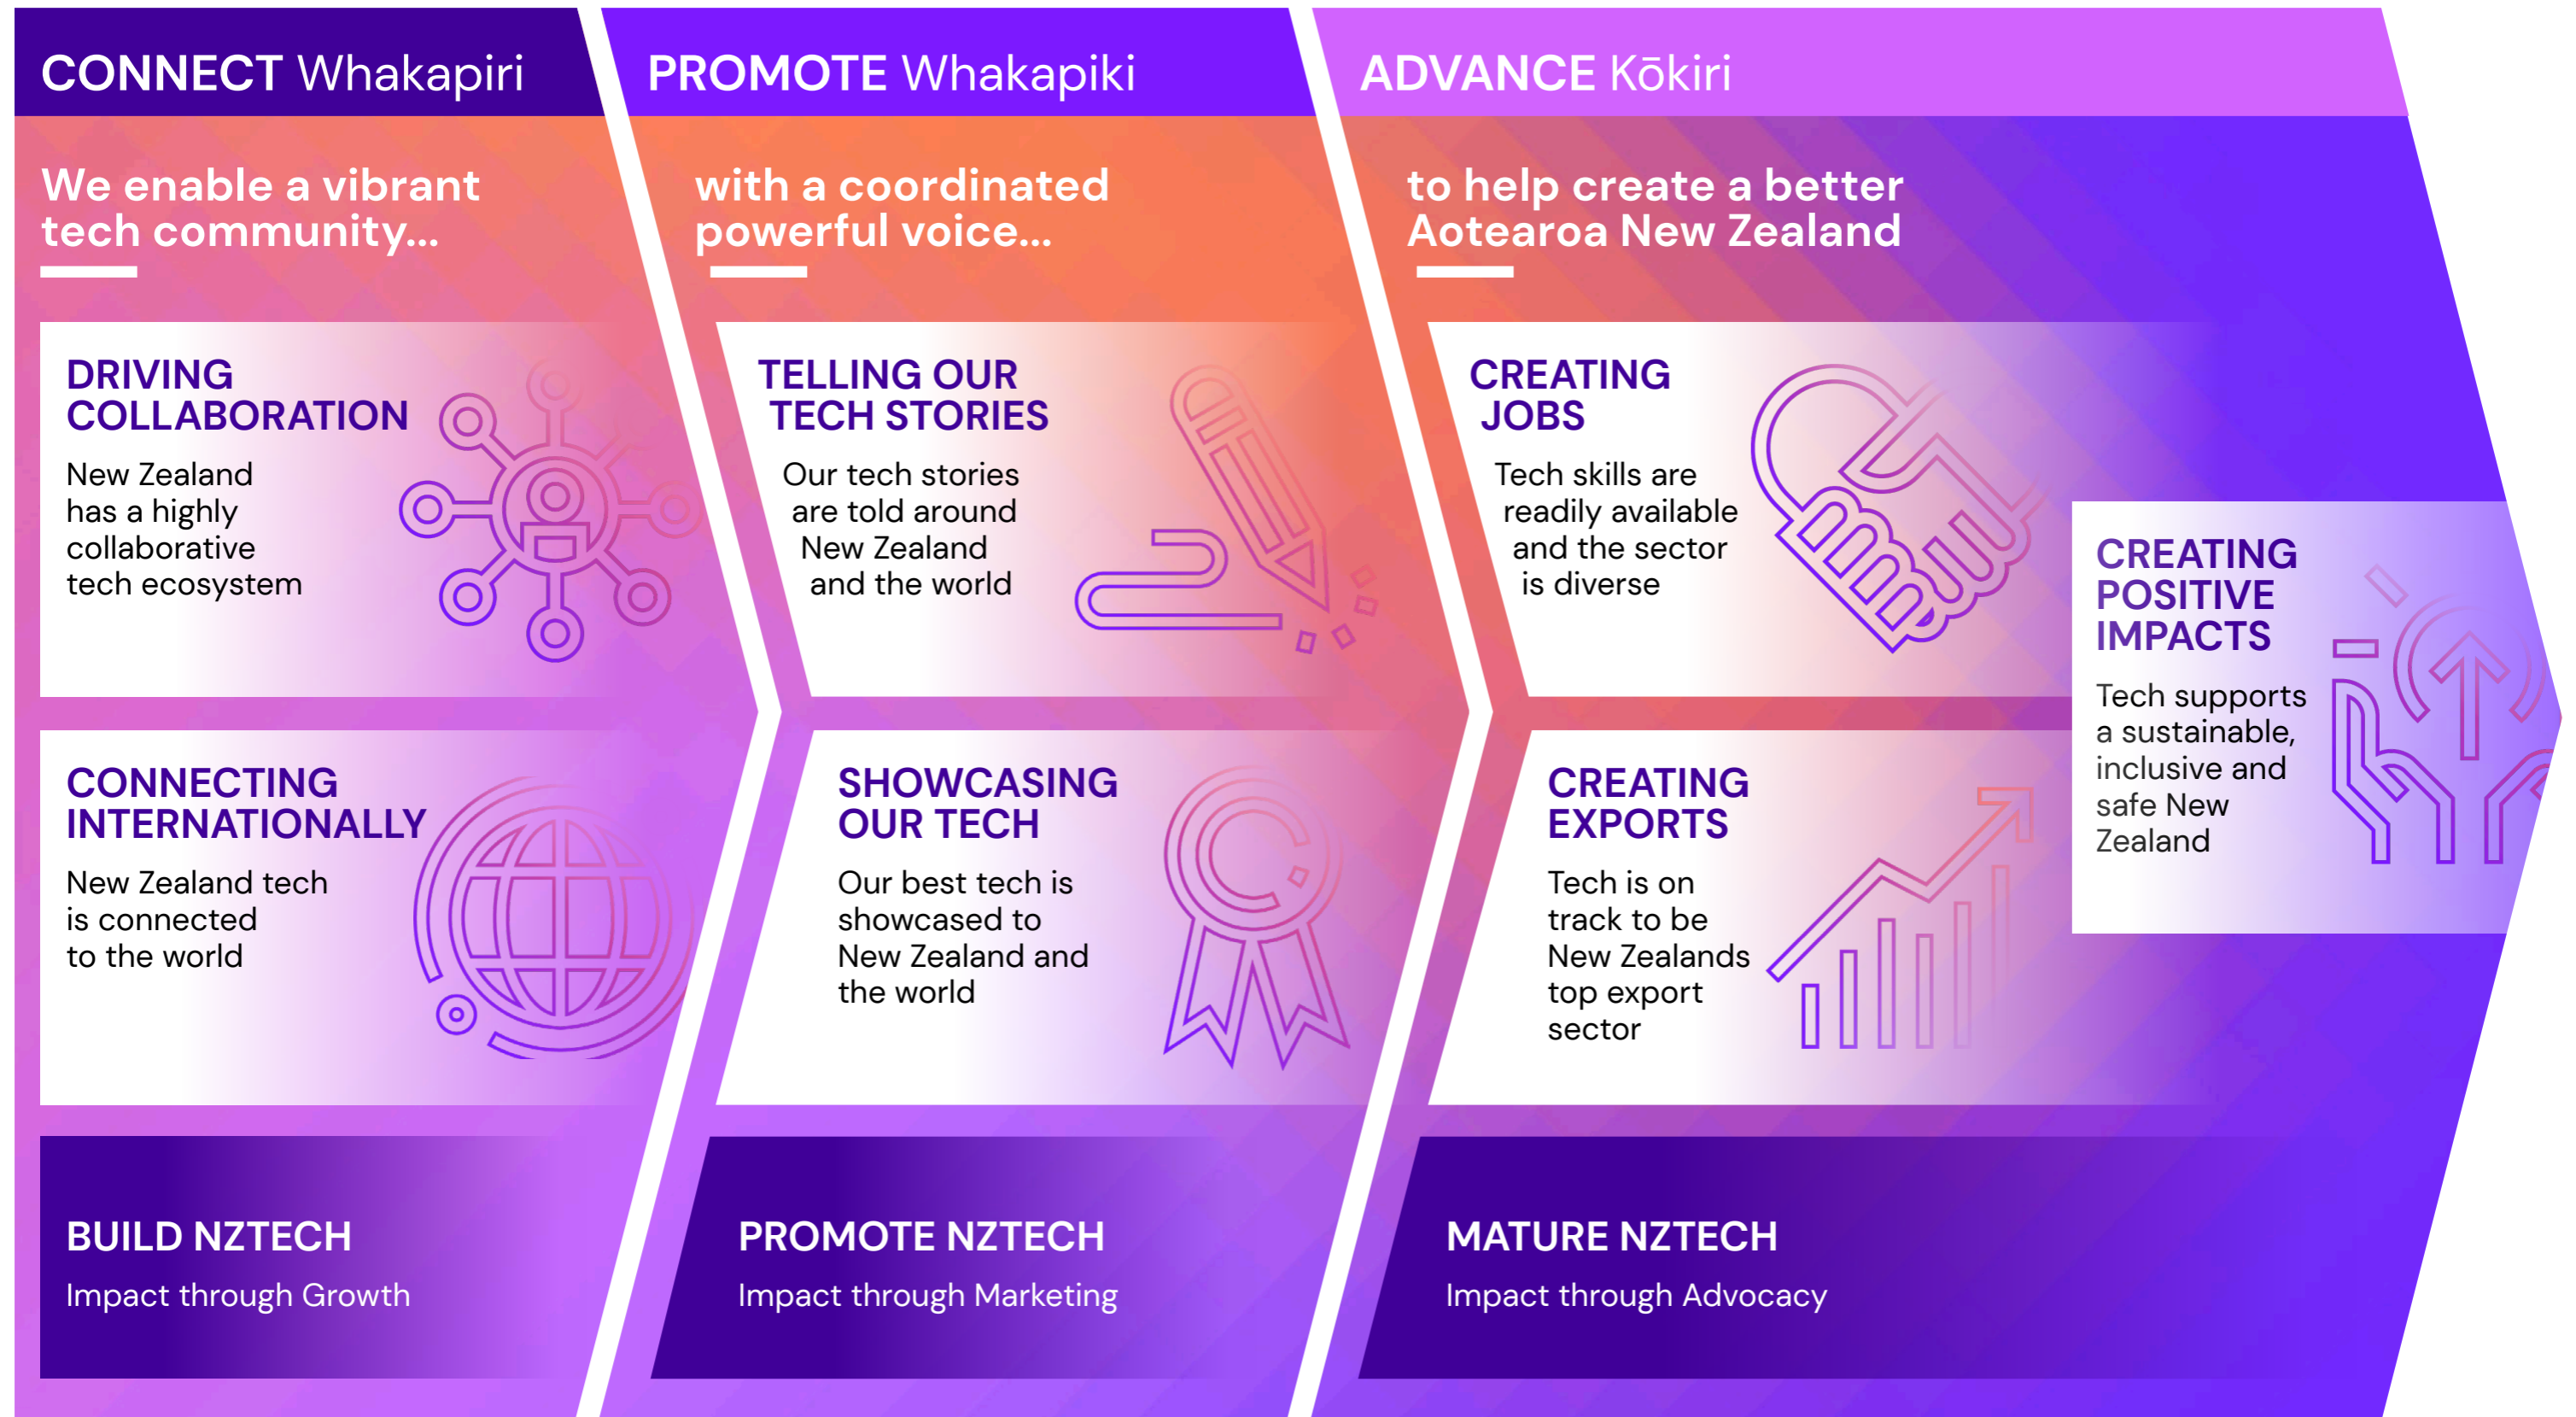 CONNECT Whakapiri
We enable a vibrant
tech community...
DRIVING
COLLABORATION
New Zealand
has a highly
collaborative
tech ecosystem
CONNECTING
INTERNATIONALLY
New Zealand tech
is connected
to the world
BUILD NZTECH
Impact through Growth
PROMOTE Whakapiki
with a coordinated
powerful voice...
TELLING OUR
TECH STORIES
Our tech stories
are told around
New Zealand
and the world
SHOWCASING
OUR TECH
Our best tech is
showcased to
New Zealand and
the world
PROMOTE NZTECH
Impact through Marketing
ADVANCE Kōkiri
to help create a better
Aotearoa New Zealand
CREATING
JOBS
Tech skills are
readily available
and the sector
is diverse
CREATING
EXPORTS
Tech is on
track to be
New Zealands
top export
sector
CREATING
POSITIVE
IMPACTS
Tech supports
a sustainable,
inclusive and
safe New
Zealand
MATURE NZTECH
Impact through Advocacy